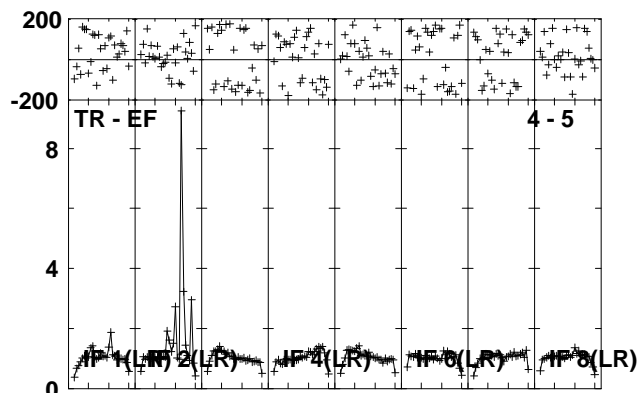 200
-200
TR - EF
4 - 5
8
4
IF 1(LR)
IF 2(LR)
IF 4(LR)
IF 6(LR)
IF 8(LR)
0